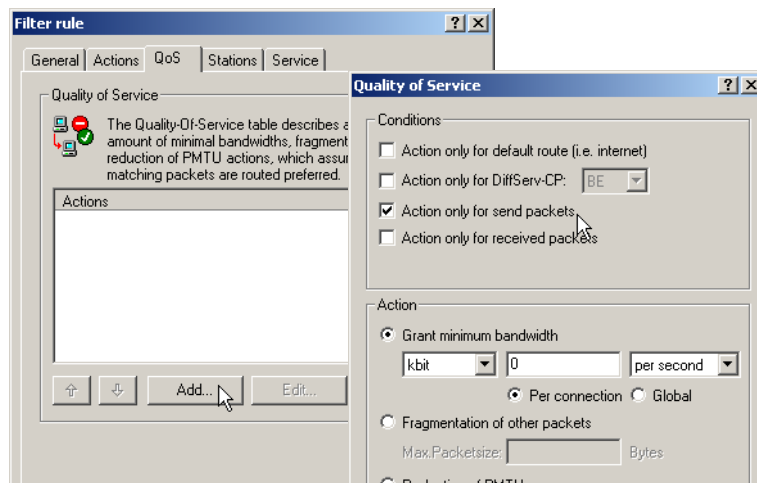 Filter rule
General Actions QoS Stations Service
Quality of Service
The Quality-Of-Service table describes
amount of minimal bandwidths, fragment
reduction of PMTU actions, which assur
matching packets are routed preferred.
Actions
Add... Edit...
Quality of Service
Conditions
Action only for default route (i.e. internet)
Action only for DiffServ-CP: BE
Action only for send packets
Action only for received packets
Action
Grant minimum bandwidth
kbit 0 per second
Per connection Global
Fragmentation of other packets
Max.Packetsize: Bytes